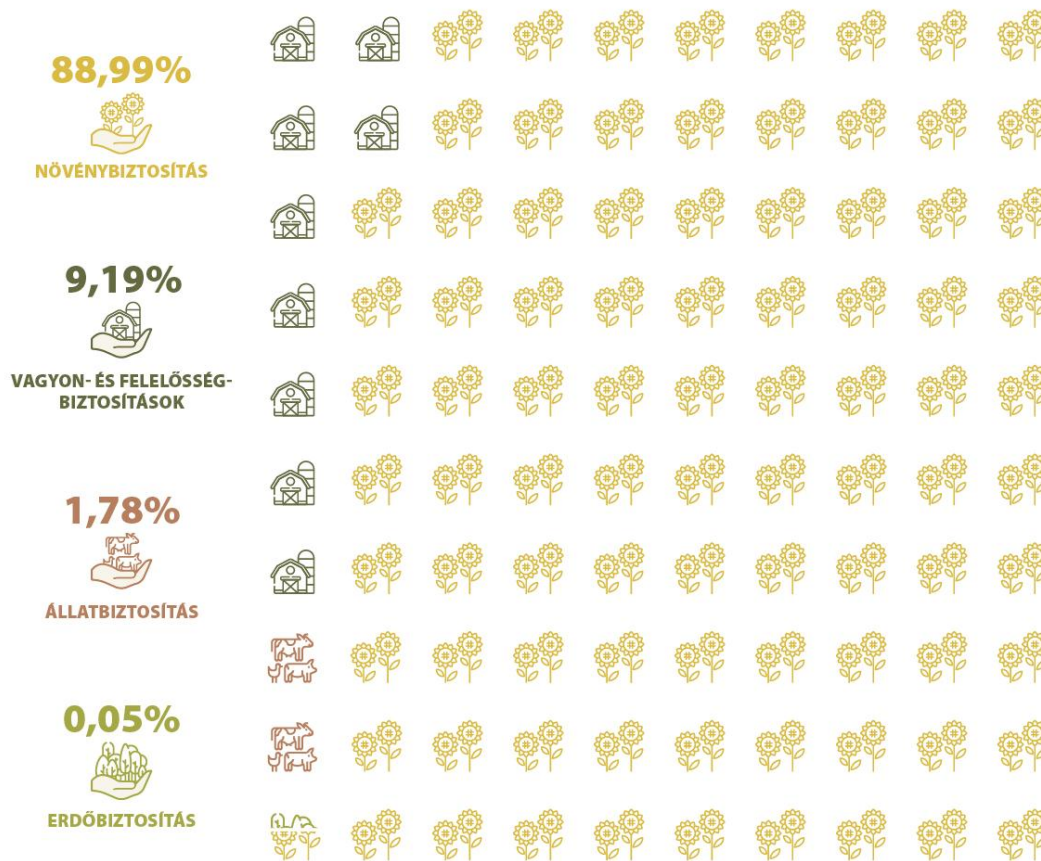 88,99%
NÖVÉNYBIZTOSÍTÁS
9,19%
VAGYON- ÉS FELELŐSSÉG-
BIZTOSÍTÁSOK
1,78%
ÁLLATBIZTOSÍTÁS
0,05%
ERDŐBIZTOSÍTÁS